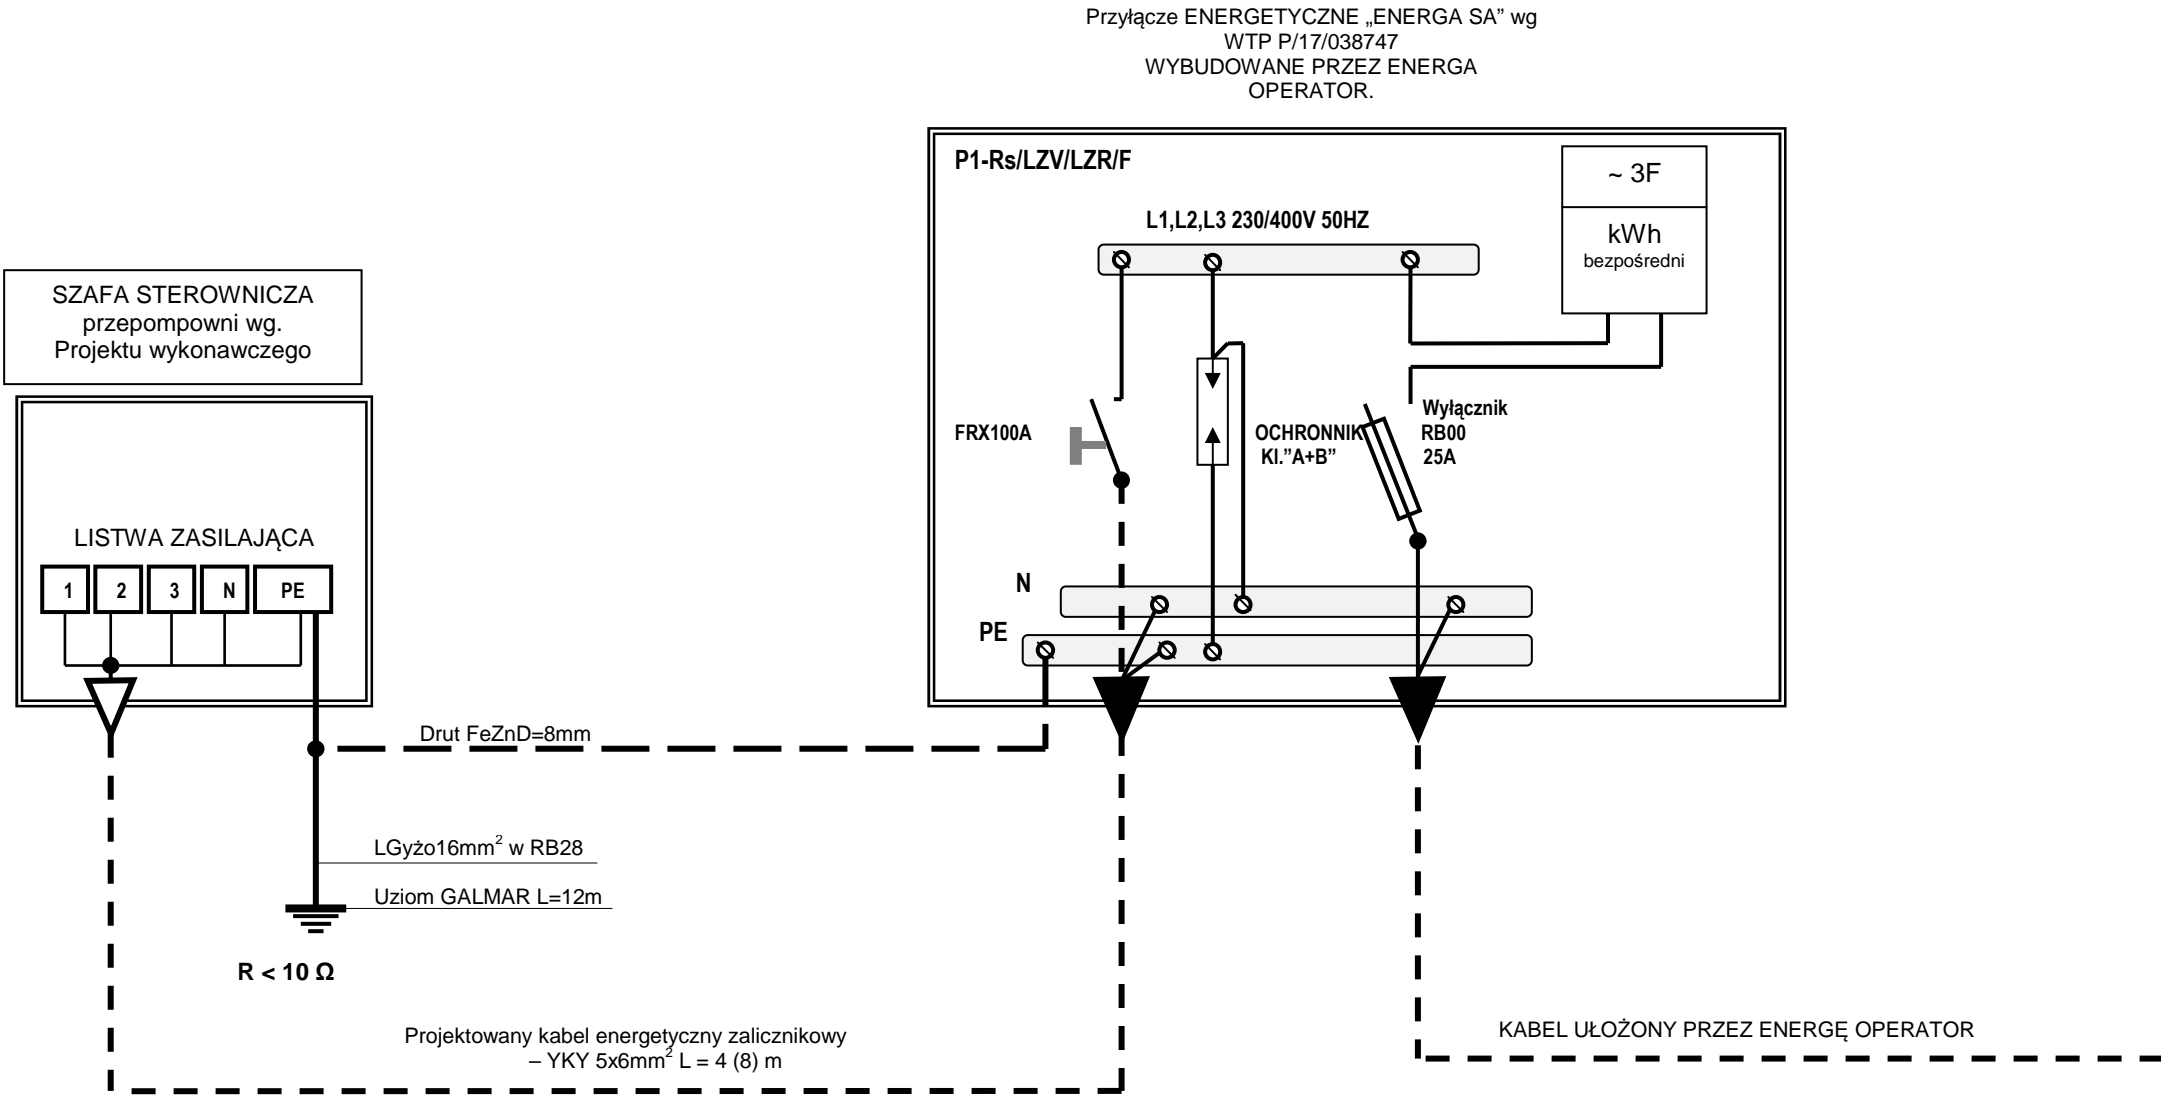 Przyłącze ENERGETYCZNE „ENERGA SA” wg
WTP P/17/038747
WYBUDOWANE PRZEZ ENERGA
OPERATOR.
P1-Rs/LZV/LZR/F
~ 3F
kWh
bezpośredni
L1,L2,L3 230/400V 50HZ
SZAFA STEROWNICZA
przepompowni wg.
Projektu wykonawczego
FRX100A
OCHRONNIK
Kl.”A+B”
Wyłącznik
RB00
25A
LISTWA ZASILAJĄCA
1 2 3 N PE
N
PE
Drut FeZnD=8mm
LGyżo16mm² w RB28
Uziom GALMAR L=12m
R < 10 Ω
Projektowany kabel energetyczny zalicznikowy
– YKY 5x6mm² L = 4 (8) m
KABEL UŁOŻONY PRZEZ ENERGĘ OPERATOR